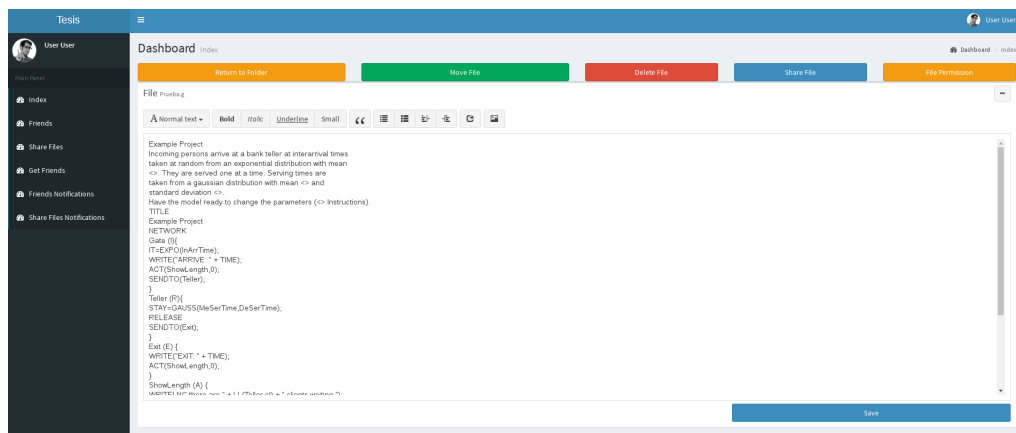 Tesis
User User
User User
Main Panel
Index
Friends
Share Files
Get Friends
Friends Notifications
Share Files Notifications
Dashboard Index
Dashboard > Index
Return to Folder
Move File
Delete File
Share File
File Permission
File Prueba.g
A Normal text Bold Italic Underline Small
Example Project
Incoming persons arrive at a bank teller at interarrival times
taken at random from an exponential distribution with mean
<>. They are served one at a time. Serving times are
taken from a gaussian distribution with mean <> and
standard deviation <>.
Have the model ready to change the parameters (<> Instructions).
TITLE
Example Project
NETWORK
Gate (I){
IT=EXPO(InArrTime);
WRITE("ARRIVE: " + TIME);
ACT(ShowLength,0);
SENDTO(Teller);
}
Teller (R){
STAY=GAUSS(MeSerTime,DeSerTime);
RELEASE
SENDTO(Exit);
}
Exit (E) {
WRITE("EXIT: " + TIME);
ACT(ShowLength,0);
}
ShowLength (A) {
Save